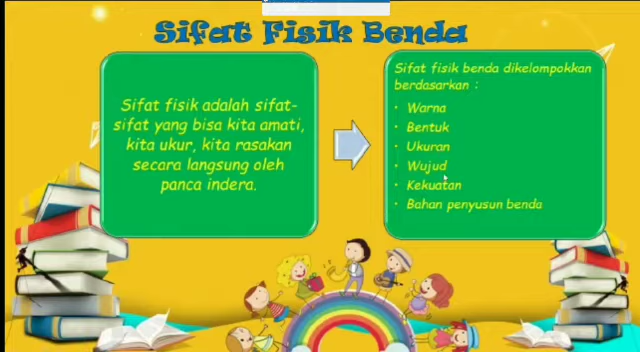 Sifat Fisik Benda
Sifat fisik adalah sifat-
sifat yang bisa kita amati,
kita ukur, kita rasakan
secara langsung oleh
panca indera.
Sifat fisik benda dikelompokkan
berdasarkan :
• Warna
• Bentuk
• Ukuran
• Wujud
• Kekuatan
• Bahan penyusun benda